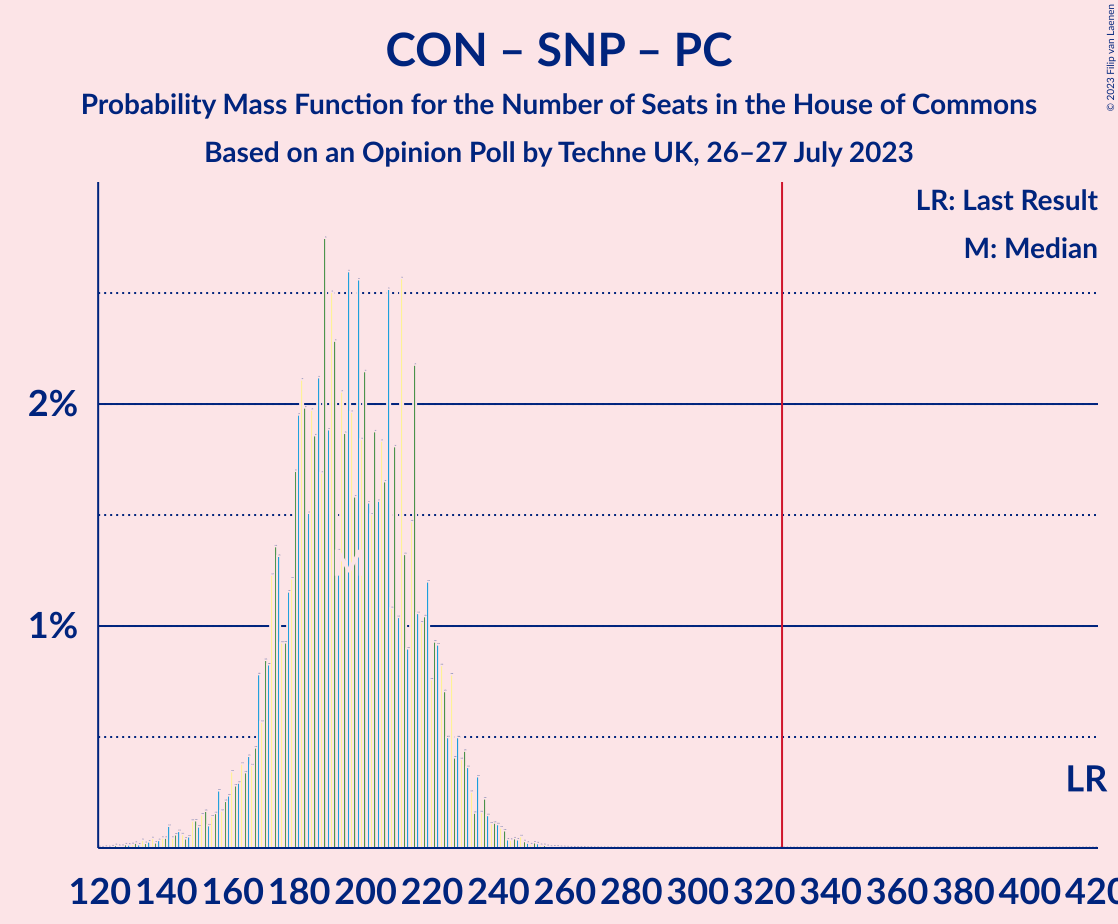 CON – SNP – PC
Probability Mass Function for the Number of Seats in the House of Commons
Based on an Opinion Poll by Techne UK, 26–27 July 2023
© 2023 Filip van Laenen
LR: Last Result
M: Median
2%
1%
LR
120 140 160 180 200 220 240 260 280 300 320 340 360 380 400 420